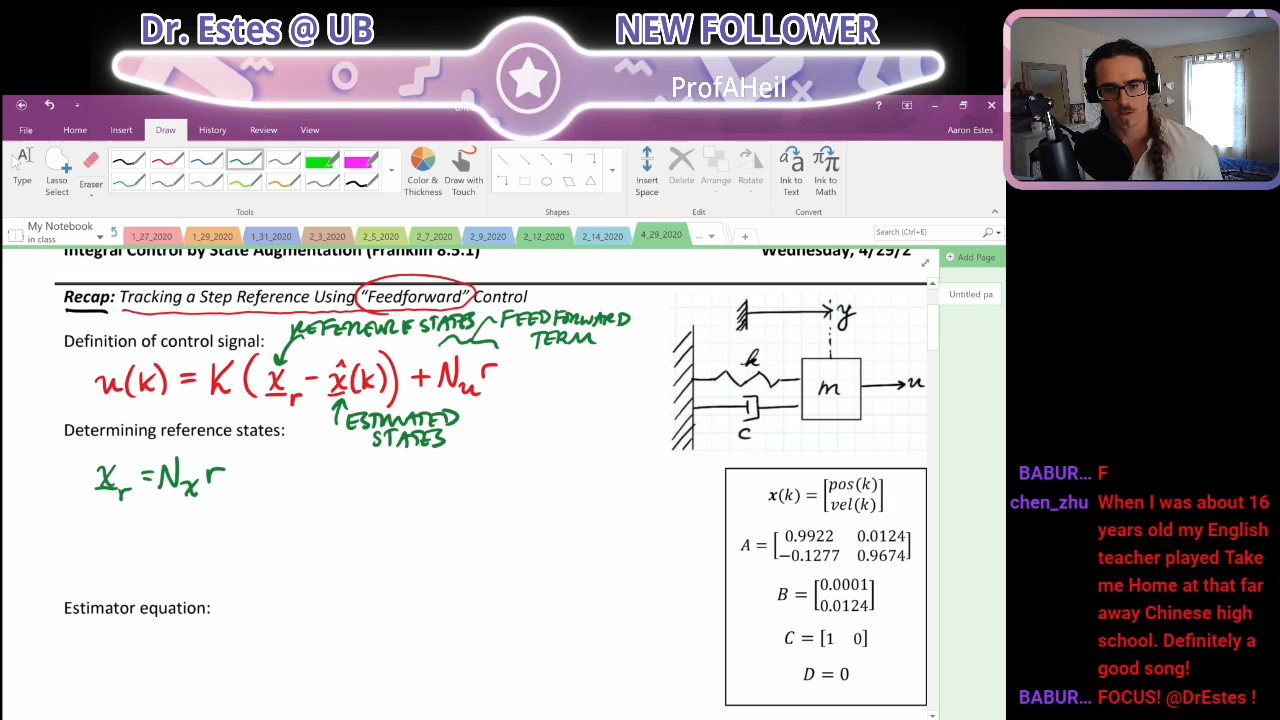 Dr. Estes @ UB
NEW FOLLOWER
ProfAHeil
File Home Insert Draw History Review View
Aaron Estes
Type
Lasso Select
Eraser
Color & Thickness
Draw with Touch
Insert Space
Delete
Arrange
Rotate
Ink to Text
Ink to Math
Tools
Shapes
Edit
Convert
My Notebook
in class
1_27_2020 1_29_2020 1_31_2020 2_3_2020 2_5_2020 2_7_2020 2_9_2020 2_12_2020 2_14_2020 4_29_2020 ...
Search (Ctrl+E)
Integral Control by State Augmentation (Franklin 8.5.1)
Wednesday, 4/29/2
Add Page
Untitled pa
Recap: Tracking a Step Reference Using “Feedforward” Control
REFERENCE STATES
FEEDFORWARD
TERM
Definition of control signal:
u(k) = K(x_r - x̂(k)) + N_u r
ESTIMATED
STATES
Determining reference states:
x_r = N_x r
Estimator equation:
y
k
m
u
c
x(k) = [pos(k)
vel(k)]
A = [0.9922 0.0124
−0.1277 0.9674]
B = [0.0001
0.0124]
C = [1 0]
D = 0
BABUR... F
chen_zhu When I was about 16
years old my English
teacher played Take
me Home at that far
away Chinese high
school. Definitely a
good song!
BABUR... FOCUS! @DrEstes !